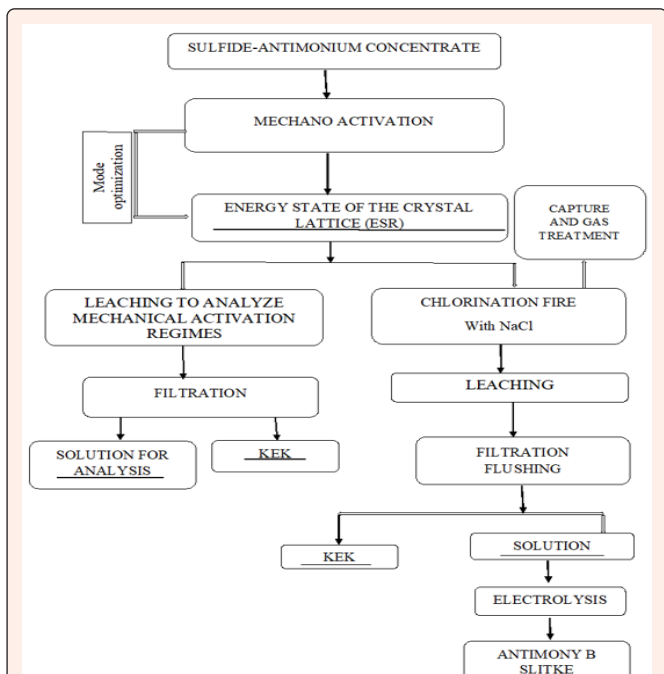 SULFIDE-ANTIMONIUM CONCENTRATE
MECHANO ACTIVATION
Mode
optimization
ENERGY STATE OF THE CRYSTAL
LATTICE (ESR)
CAPTURE
AND GAS
TREATMENT
LEACHING TO ANALYZE
MECHANICAL ACTIVATION
REGIMES
CHLORINATION FIRE
With NaCl
FILTRATION
LEACHING
SOLUTION FOR
ANALYSIS
KEK
FILTRATION
FLUSHING
KEK
SOLUTION
ELECTROLYSIS
ANTIMONY B
SLITKE